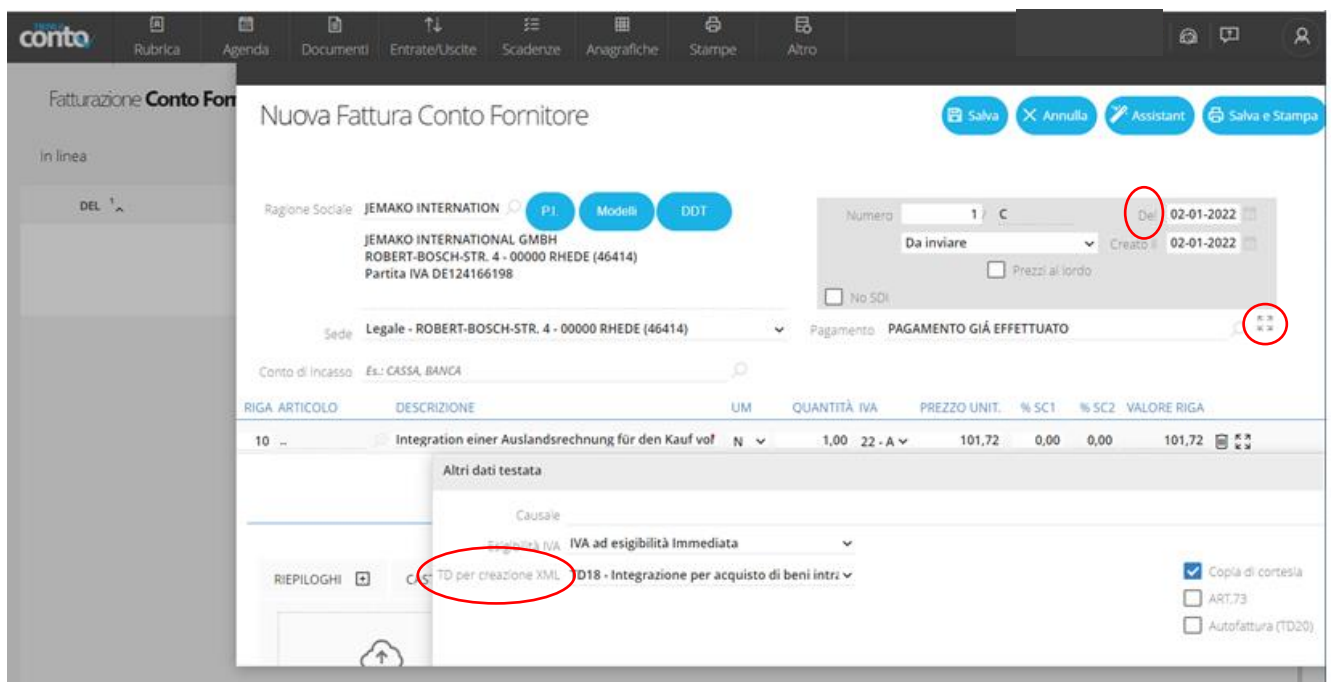 conto
Rubrica Agenda Documenti Entrate/Uscite Scadenze Anagrafiche Stampe Altro
Fatturazione Conto Forn
In linea
DEL 1
Nuova Fattura Conto Fornitore
Salva Annulla Assistant Salva e Stampa
Ragione Sociale JEMAKO INTERNATION P.I. Modelli DDT
Numero 1 / C Del 02-01-2022
JEMAKO INTERNATIONAL GMBH
ROBERT-BOSCH-STR. 4 - 00000 RHEDE (46414)
Partita IVA DE124166198
Da inviare Creato il 02-01-2022
Prezzi al lordo
No SDI
Sede Legale - ROBERT-BOSCH-STR. 4 - 00000 RHEDE (46414)
Pagamento PAGAMENTO GIÁ EFFETTUATO
Conto di incasso Es.: CASSA, BANCA
RIGA ARTICOLO DESCRIZIONE UM QUANTITÀ IVA PREZZO UNIT. % SC1 % SC2 VALORE RIGA
10 .. Integration einer Auslandsrechnung für den Kauf N 1,00 22 - A 101,72 0,00 0,00 101,72
Altri dati testata
Causale
Esigibilità IVA IVA ad esigibilità Immediata
TD per creazione XML TD18 - Integrazione per acquisto di beni intra
Copia di cortesia
ART.73
Autofattura (TD20)
RIEPILOGHI CAST